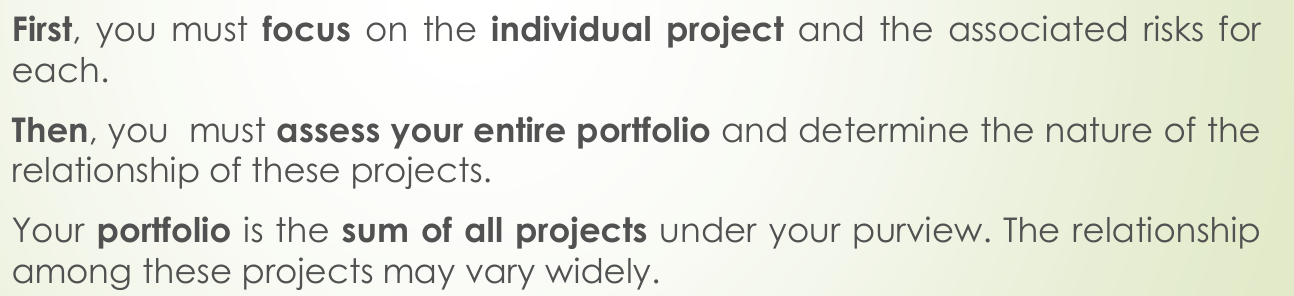 First, you must focus on the individual project and the associated risks for
each.
Then, you  must assess your entire portfolio and determine the nature of the
relationship of these projects.
Your portfolio is the sum of all projects under your purview. The relationship
among these projects may vary widely.